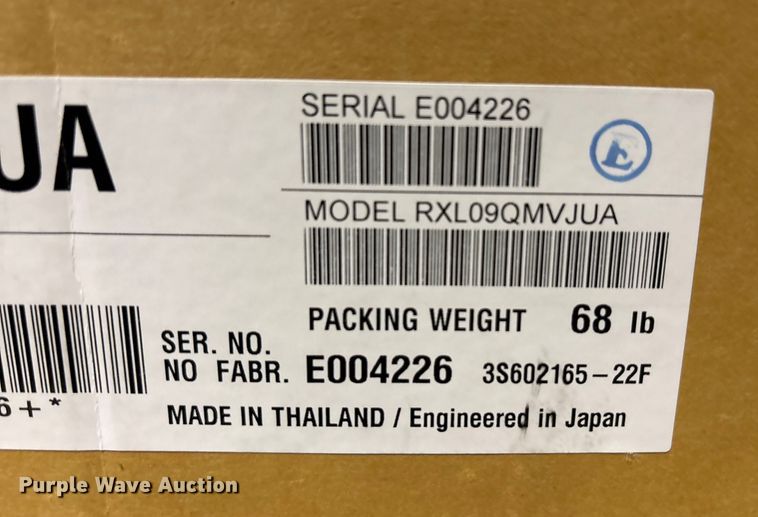 JUA
SERIAL E004226
E
MODEL RXL09QMVJUA
PACKING WEIGHT 68 lb
SER. NO.
NO FABR. E004226 3S602165-22F
6+*
MADE IN THAILAND / Engineered in Japan
Purple Wave Auction